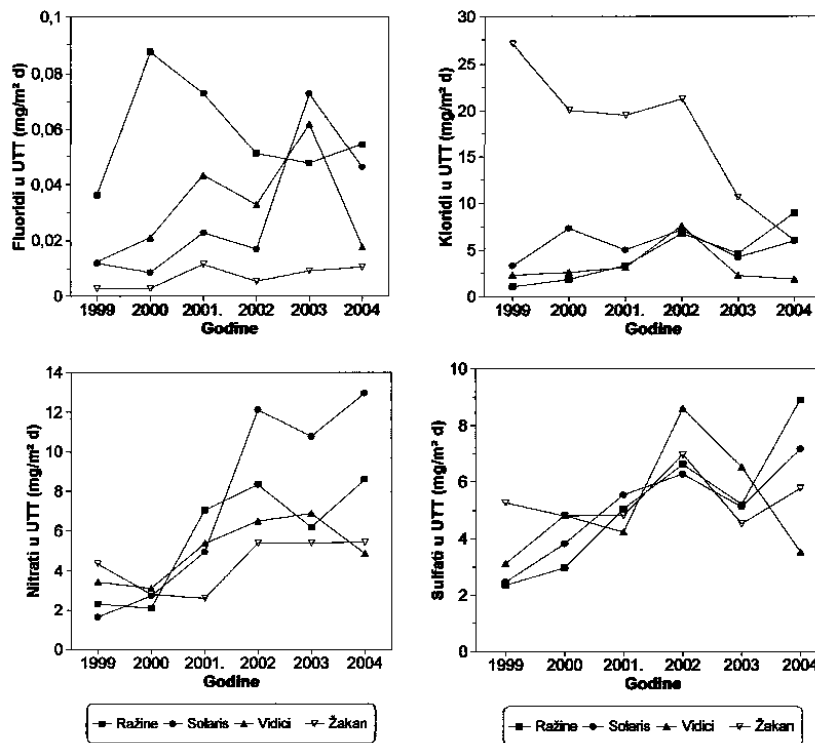 Fluoridi u UTT (mg/m² d)
0,1
0,08
0,06
0,04
0,02
0
1999 2000 2001. 2002 2003 2004
Godine
Kloridi u UTT (mg/m² d)
30
25
20
15
10
5
0
1999 2000 2001. 2002 2003 2004
Godine
Nitrati u UTT (mg/m² d)
14
12
10
8
6
4
2
0
1999 2000 2001. 2002 2003 2004
Godine
Sulfati u UTT (mg/m² d)
10
8
6
4
2
0
1999 2000 2001. 2002 2003 2004
Godine
Ražine Solaris Vidici Žakan
Ražine Solaris Vidici Žakan